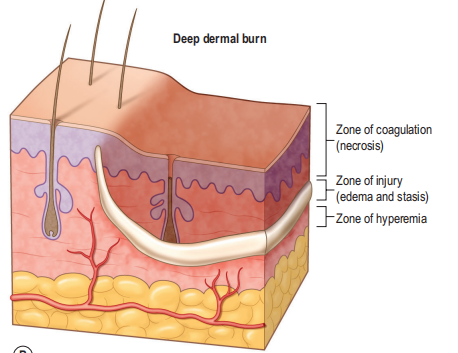 Deep dermal burn
Zone of coagulation
(necrosis)
Zone of injury
(edema and stasis)
Zone of hyperemia